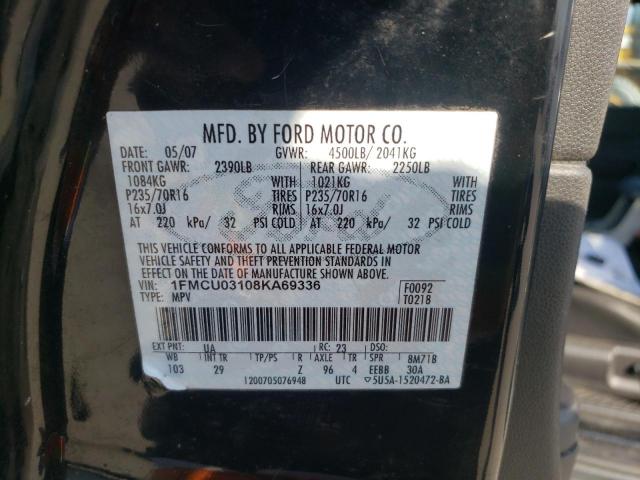 MFD. BY FORD MOTOR CO.
DATE: 05/07 GVWR: 4500LB/ 2041KG
FRONT GAWR: 2390LB REAR GAWR: 2250LB
1084KG WITH 1021KG WITH
P235/70R16 TIRES P235/70R16 TIRES
16x7.0J RIMS 16x7.0J RIMS
AT 220 kPa/ 32 PSI COLD AT 220 kPa/ 32 PSI COLD
THIS VEHICLE CONFORMS TO ALL APPLICABLE FEDERAL MOTOR
VEHICLE SAFETY AND THEFT PREVENTION STANDARDS IN
EFFECT ON THE DATE OF MANUFACTURE SHOWN ABOVE.
VIN: 1FMCU03108KA69336 F0092
TYPE: MPV T0218
EXT PNT: UA RC: 23 DSO:
WB INT TR TP/PS R AXLE TR SPR 8M71B
103 29 Z 96 4 EEBB 30A
1200705076948 UTC ▽5U5A-1520472-BA